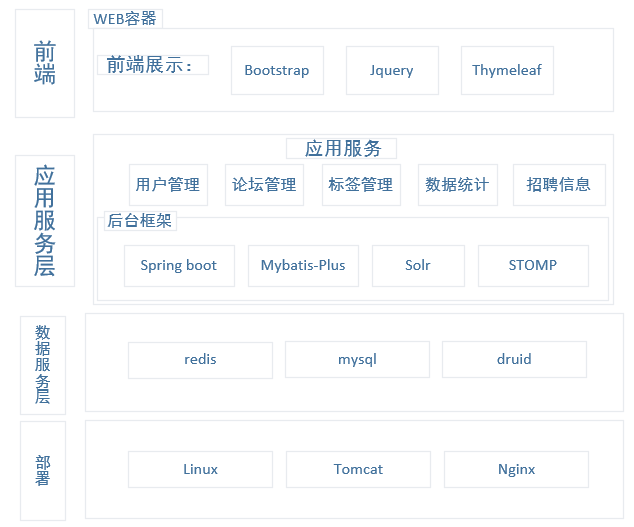 WEB容器
前端
前端展示：
Bootstrap
Jquery
Thymeleaf
应用服务层
应用服务
用户管理
论坛管理
标签管理
数据统计
招聘信息
后台框架
Spring boot
Mybatis-Plus
Solr
STOMP
数据服务层
redis
mysql
druid
部署
Linux
Tomcat
Nginx